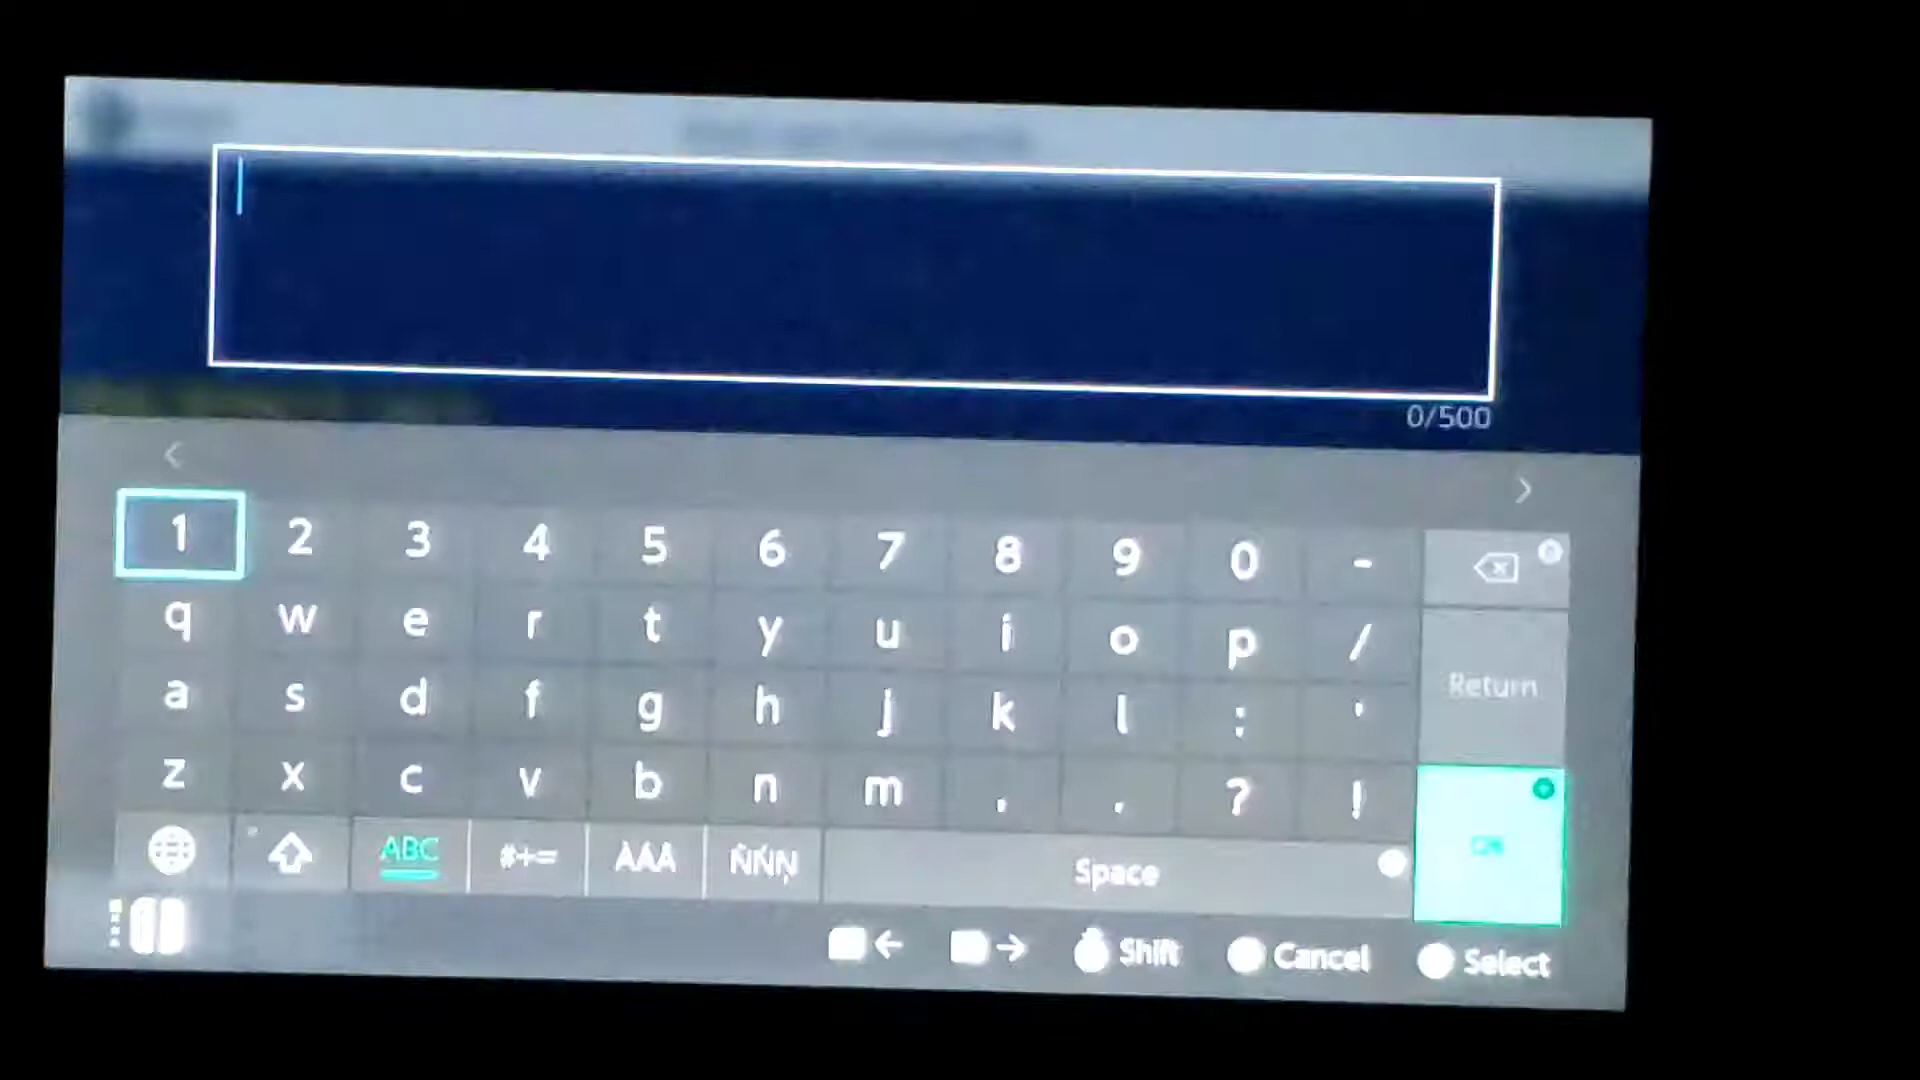 0/500
1 2 3 4 5 6 7 8 9 0 -
q w e r t y u i o p /
a s d f g h j k l : '
Return
z x c v b n m , . ? !
ABC #+= ÀÁÂ ÑŃŅ Space
Shift Cancel Select